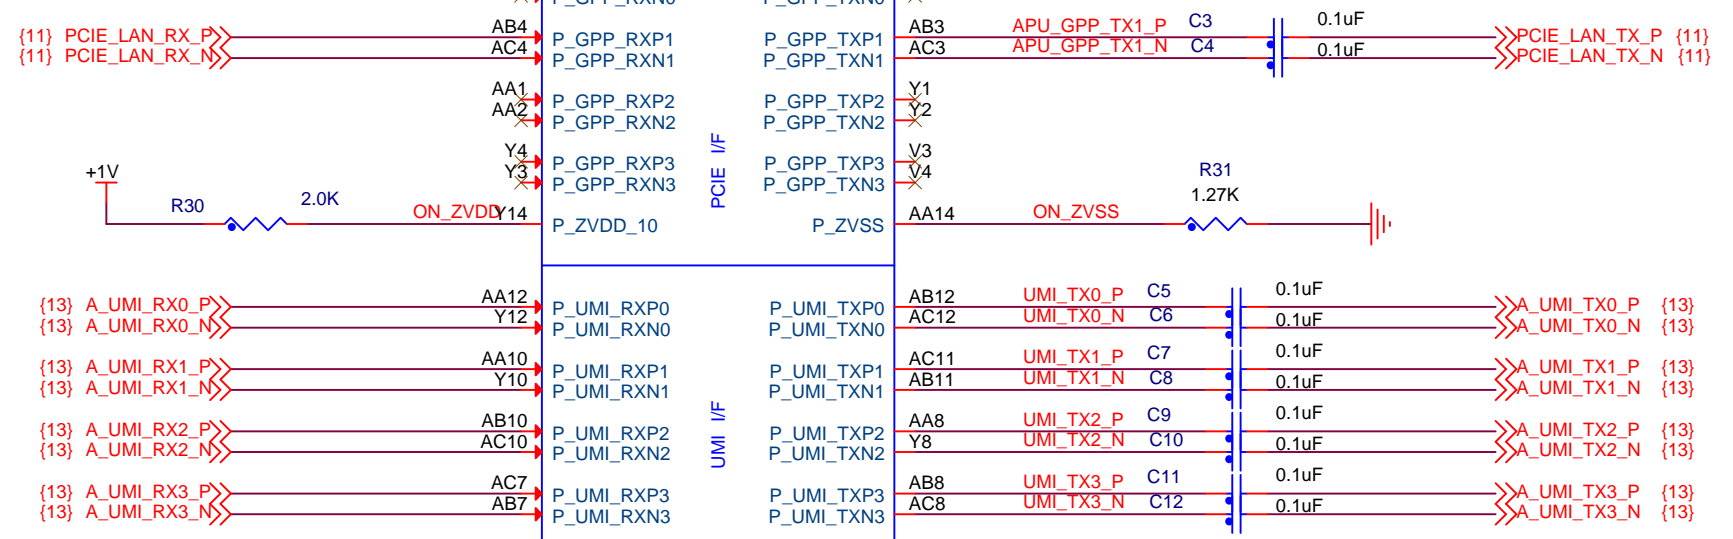 P_GPP_RXN0 P_GPP_TXN0
{11} PCIE_LAN_RX_P AB4 P_GPP_RXP1 P_GPP_TXP1 AB3 APU_GPP_TX1_P C3 0.1uF PCIE_LAN_TX_P {11}
{11} PCIE_LAN_RX_N AC4 P_GPP_RXN1 P_GPP_TXN1 AC3 APU_GPP_TX1_N C4 0.1uF PCIE_LAN_TX_N {11}
AA1 P_GPP_RXP2 P_GPP_TXP2 Y1
AA2 P_GPP_RXN2 P_GPP_TXN2 Y2
Y4 P_GPP_RXP3 P_GPP_TXP3 V3
Y3 P_GPP_RXN3 P_GPP_TXN3 V4
PCIE I/F
+1V R30 2.0K ON_ZVDD Y14 P_ZVDD_10 P_ZVSS AA14 ON_ZVSS R31 1.27K
{13} A_UMI_RX0_P AA12 P_UMI_RXP0 P_UMI_TXP0 AB12 UMI_TX0_P C5 0.1uF A_UMI_TX0_P {13}
{13} A_UMI_RX0_N Y12 P_UMI_RXN0 P_UMI_TXN0 AC12 UMI_TX0_N C6 0.1uF A_UMI_TX0_N {13}
{13} A_UMI_RX1_P AA10 P_UMI_RXP1 P_UMI_TXP1 AC11 UMI_TX1_P C7 0.1uF A_UMI_TX1_P {13}
{13} A_UMI_RX1_N Y10 P_UMI_RXN1 P_UMI_TXN1 AB11 UMI_TX1_N C8 0.1uF A_UMI_TX1_N {13}
{13} A_UMI_RX2_P AB10 P_UMI_RXP2 P_UMI_TXP2 AA8 UMI_TX2_P C9 0.1uF A_UMI_TX2_P {13}
{13} A_UMI_RX2_N AC10 P_UMI_RXN2 P_UMI_TXN2 Y8 UMI_TX2_N C10 0.1uF A_UMI_TX2_N {13}
UMI I/F
{13} A_UMI_RX3_P AC7 P_UMI_RXP3 P_UMI_TXP3 AB8 UMI_TX3_P C11 0.1uF A_UMI_TX3_P {13}
{13} A_UMI_RX3_N AB7 P_UMI_RXN3 P_UMI_TXN3 AC8 UMI_TX3_N C12 0.1uF A_UMI_TX3_N {13}